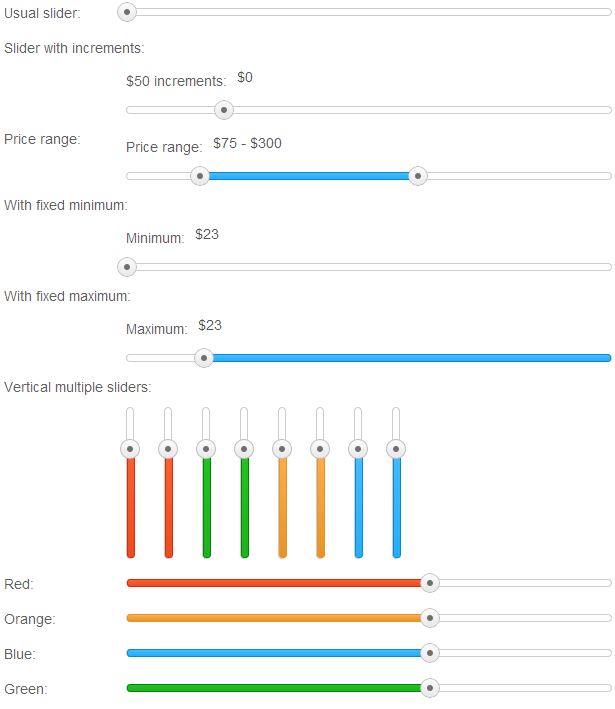 Usual slider:
Slider with increments:
$50 increments: $0
Price range: Price range: $75 - $300
With fixed minimum:
Minimum: $23
With fixed maximum:
Maximum: $23
Vertical multiple sliders:
Red:
Orange:
Blue:
Green: